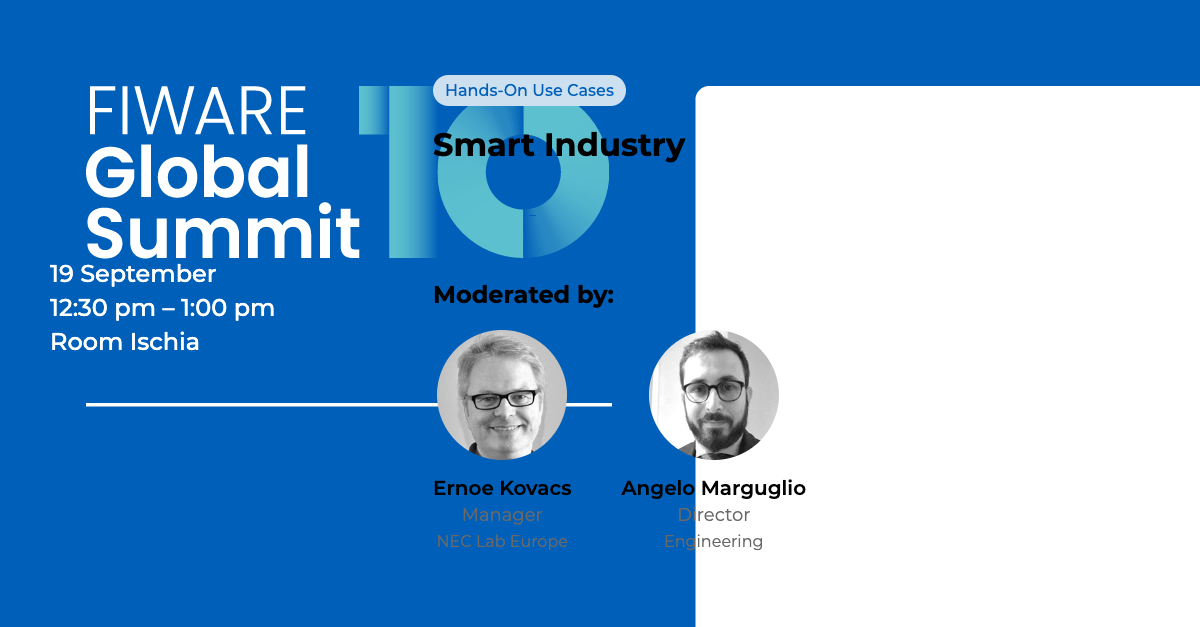 FIWARE
Global
Summit
10
19 September
12:30 pm – 1:00 pm
Room Ischia
Hands-On Use Cases
Smart Industry
Moderated by:
Ernoe Kovacs
Manager
NEC Lab Europe
Angelo Marguglio
Director
Engineering